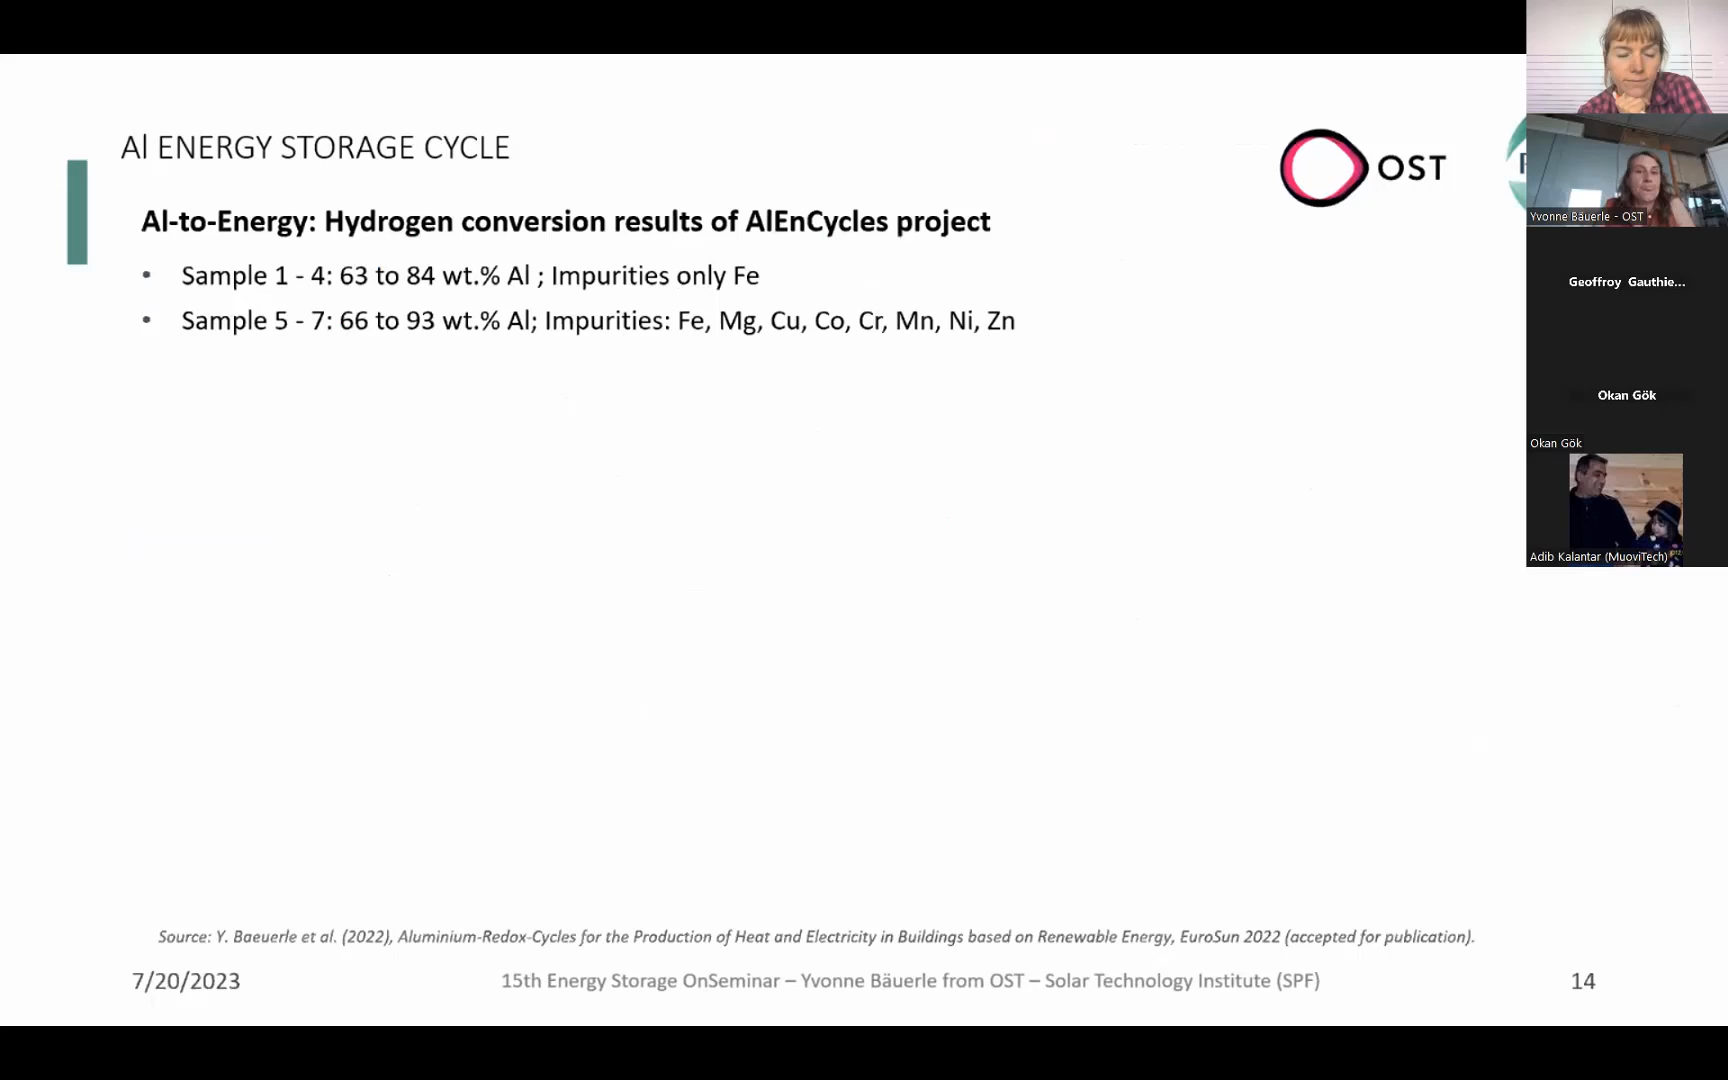 Al ENERGY STORAGE CYCLE
OST
Al-to-Energy: Hydrogen conversion results of AlEnCycles project
• Sample 1 - 4: 63 to 84 wt.% Al ; Impurities only Fe
• Sample 5 - 7: 66 to 93 wt.% Al; Impurities: Fe, Mg, Cu, Co, Cr, Mn, Ni, Zn
Source: Y. Baeuerle et al. (2022), Aluminium-Redox-Cycles for the Production of Heat and Electricity in Buildings based on Renewable Energy, EuroSun 2022 (accepted for publication).
7/20/2023
15th Energy Storage OnSeminar – Yvonne Bäuerle from OST – Solar Technology Institute (SPF)
14
Yvonne Bäuerle - OST
Geoffroy Gauthie...
Okan Gök
Okan Gök
Adib Kalantar (MuoviTech)